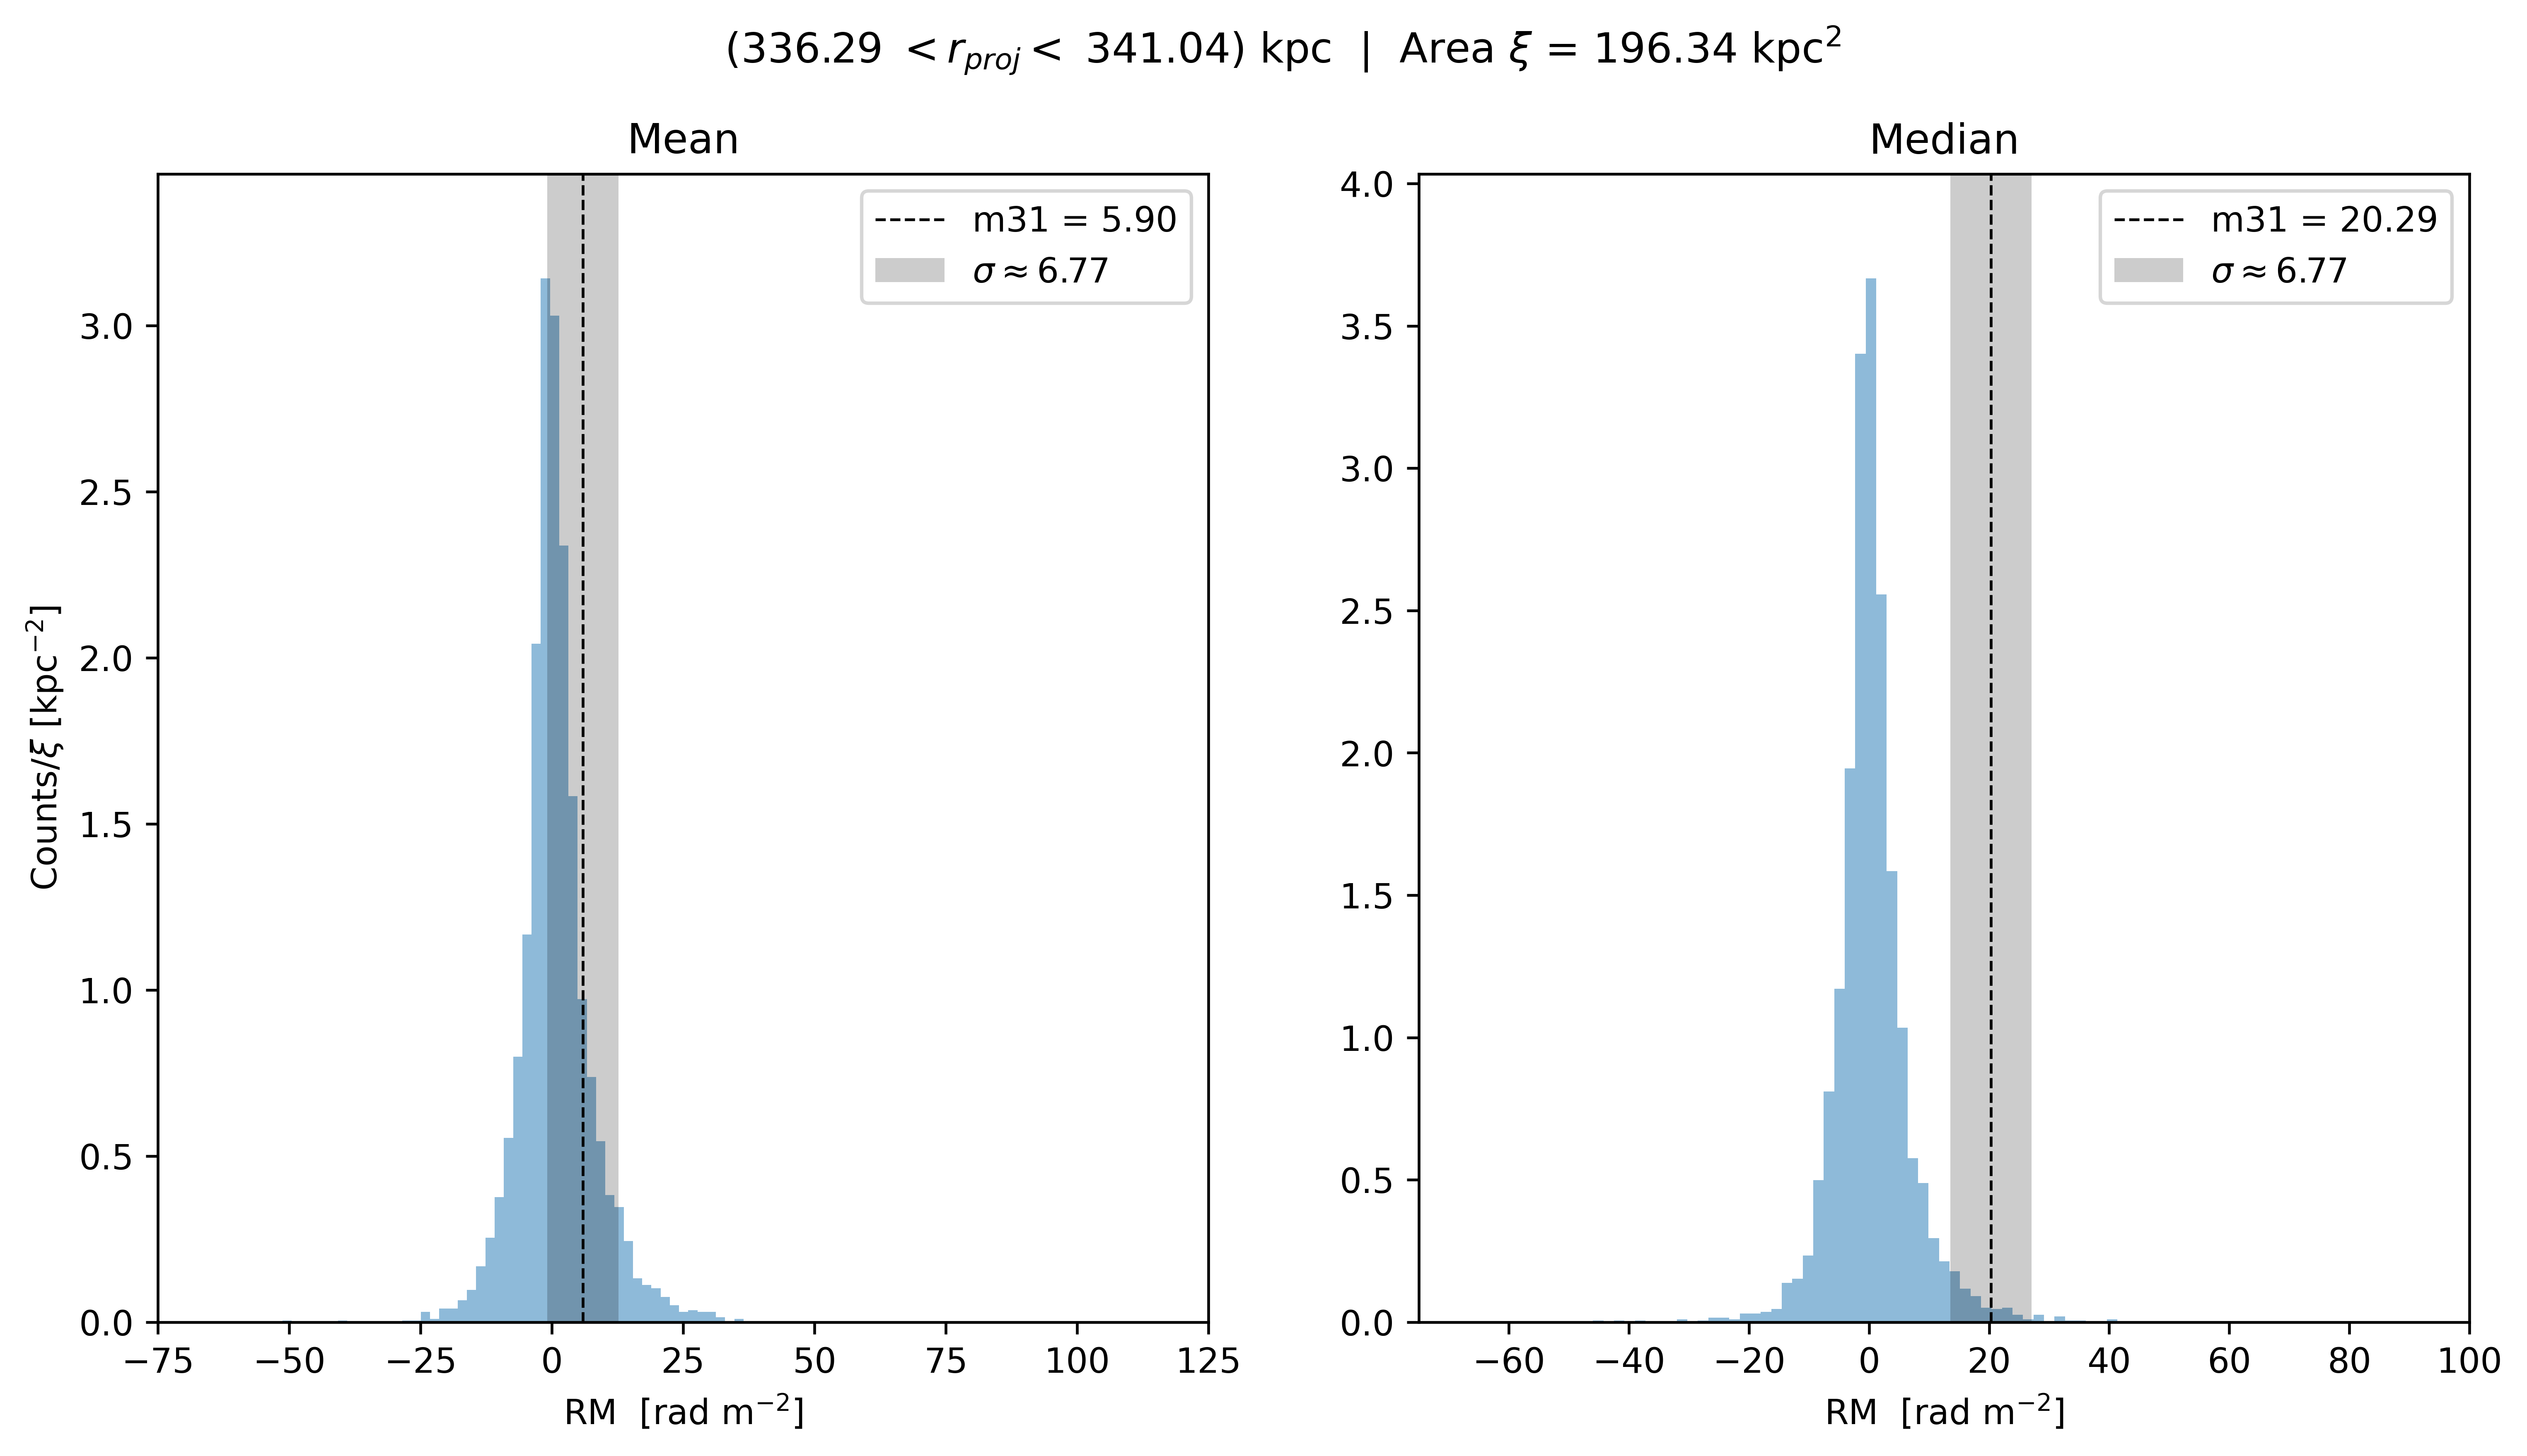 (336.29 < r_proj < 341.04) kpc | Area ξ = 196.34 kpc²
Mean
m31 = 5.90
σ ≈ 6.77
Counts/ξ [kpc⁻²]
3.0
2.5
2.0
1.5
1.0
0.5
0.0
−75 −50 −25 0 25 50 75 100 125
RM [rad m⁻²]
Median
m31 = 20.29
σ ≈ 6.77
4.0
3.5
3.0
2.5
2.0
1.5
1.0
0.5
0.0
−60 −40 −20 0 20 40 60 80 100
RM [rad m⁻²]